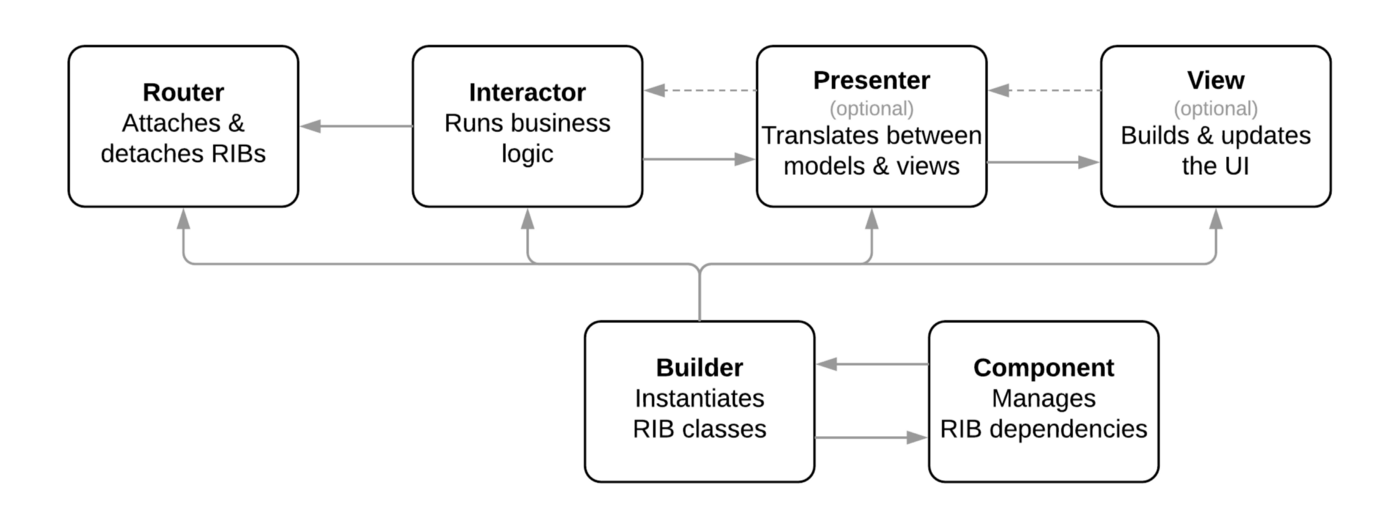 Router
Attaches &
detaches RIBs
Interactor
Runs business
logic
Presenter
(optional)
Translates between
models & views
View
(optional)
Builds & updates
the UI
Builder
Instantiates
RIB classes
Component
Manages
RIB dependencies